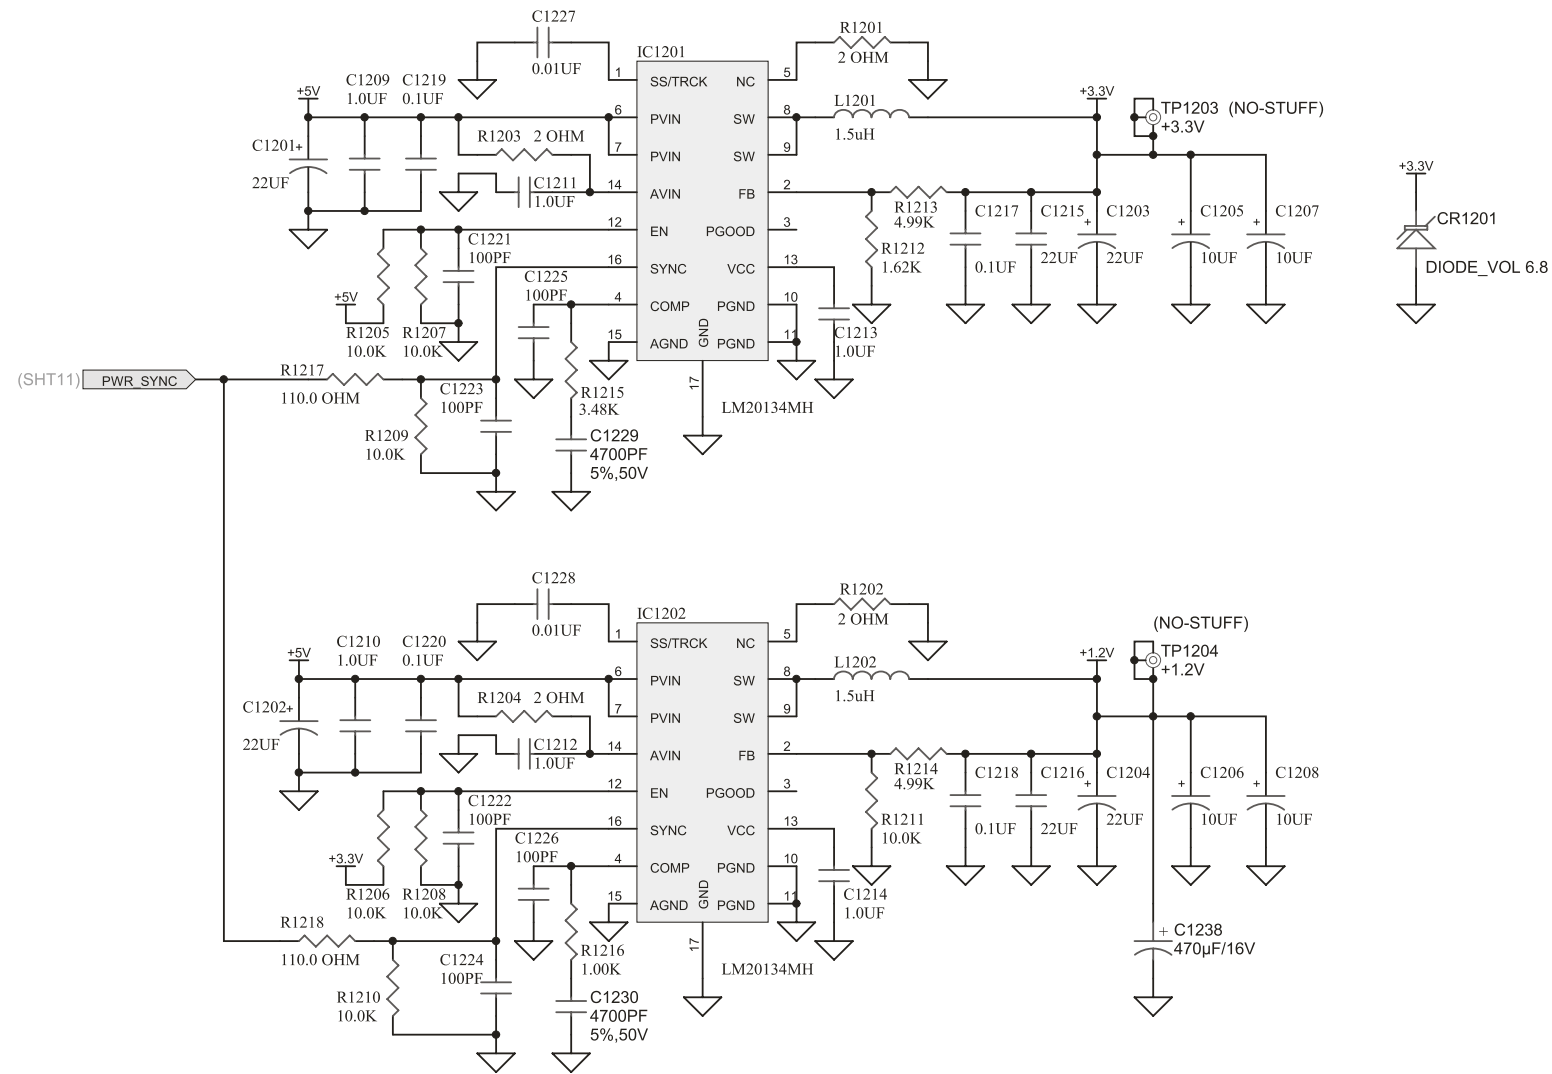 C1227
0.01UF
IC1201
R1201
2 OHM
+5V
C1209
1.0UF
C1219
0.1UF
C1201
+
22UF
R1203 2 OHM
C1211
1.0UF
1
SS/TRCK
NC
5
6
PVIN
SW
8
7
PVIN
SW
9
14
AVIN
FB
2
12
EN
PGOOD
3
16
SYNC
VCC
13
4
COMP
PGND
10
15
AGND
GND
PGND
11
17
LM20134MH
L1201
1.5uH
+3.3V
TP1203 (NO-STUFF)
+3.3V
R1213
4.99K
R1212
1.62K
C1217
0.1UF
C1215
22UF
C1203
+
22UF
C1205
+
10UF
C1207
+
10UF
+3.3V
CR1201
DIODE_VOL 6.8
C1221
100PF
C1225
100PF
+5V
R1205
10.0K
R1207
10.0K
C1213
1.0UF
(SHT11)
PWR_SYNC
R1217
110.0 OHM
C1223
100PF
R1209
10.0K
R1215
3.48K
C1229
4700PF
5%,50V
C1228
0.01UF
IC1202
R1202
2 OHM
+5V
C1210
1.0UF
C1220
0.1UF
C1202
+
22UF
R1204 2 OHM
C1212
1.0UF
1
SS/TRCK
NC
5
6
PVIN
SW
8
7
PVIN
SW
9
14
AVIN
FB
2
12
EN
PGOOD
3
16
SYNC
VCC
13
4
COMP
PGND
10
15
AGND
GND
PGND
11
17
LM20134MH
L1202
1.5uH
+1.2V
(NO-STUFF)
TP1204
+1.2V
R1214
4.99K
R1211
10.0K
C1218
0.1UF
C1216
22UF
C1204
+
22UF
C1206
+
10UF
C1208
+
10UF
C1222
100PF
C1226
100PF
+3.3V
R1206
10.0K
R1208
10.0K
C1214
1.0UF
R1218
110.0 OHM
C1224
100PF
R1210
10.0K
R1216
1.00K
C1230
4700PF
5%,50V
+ C1238
470µF/16V